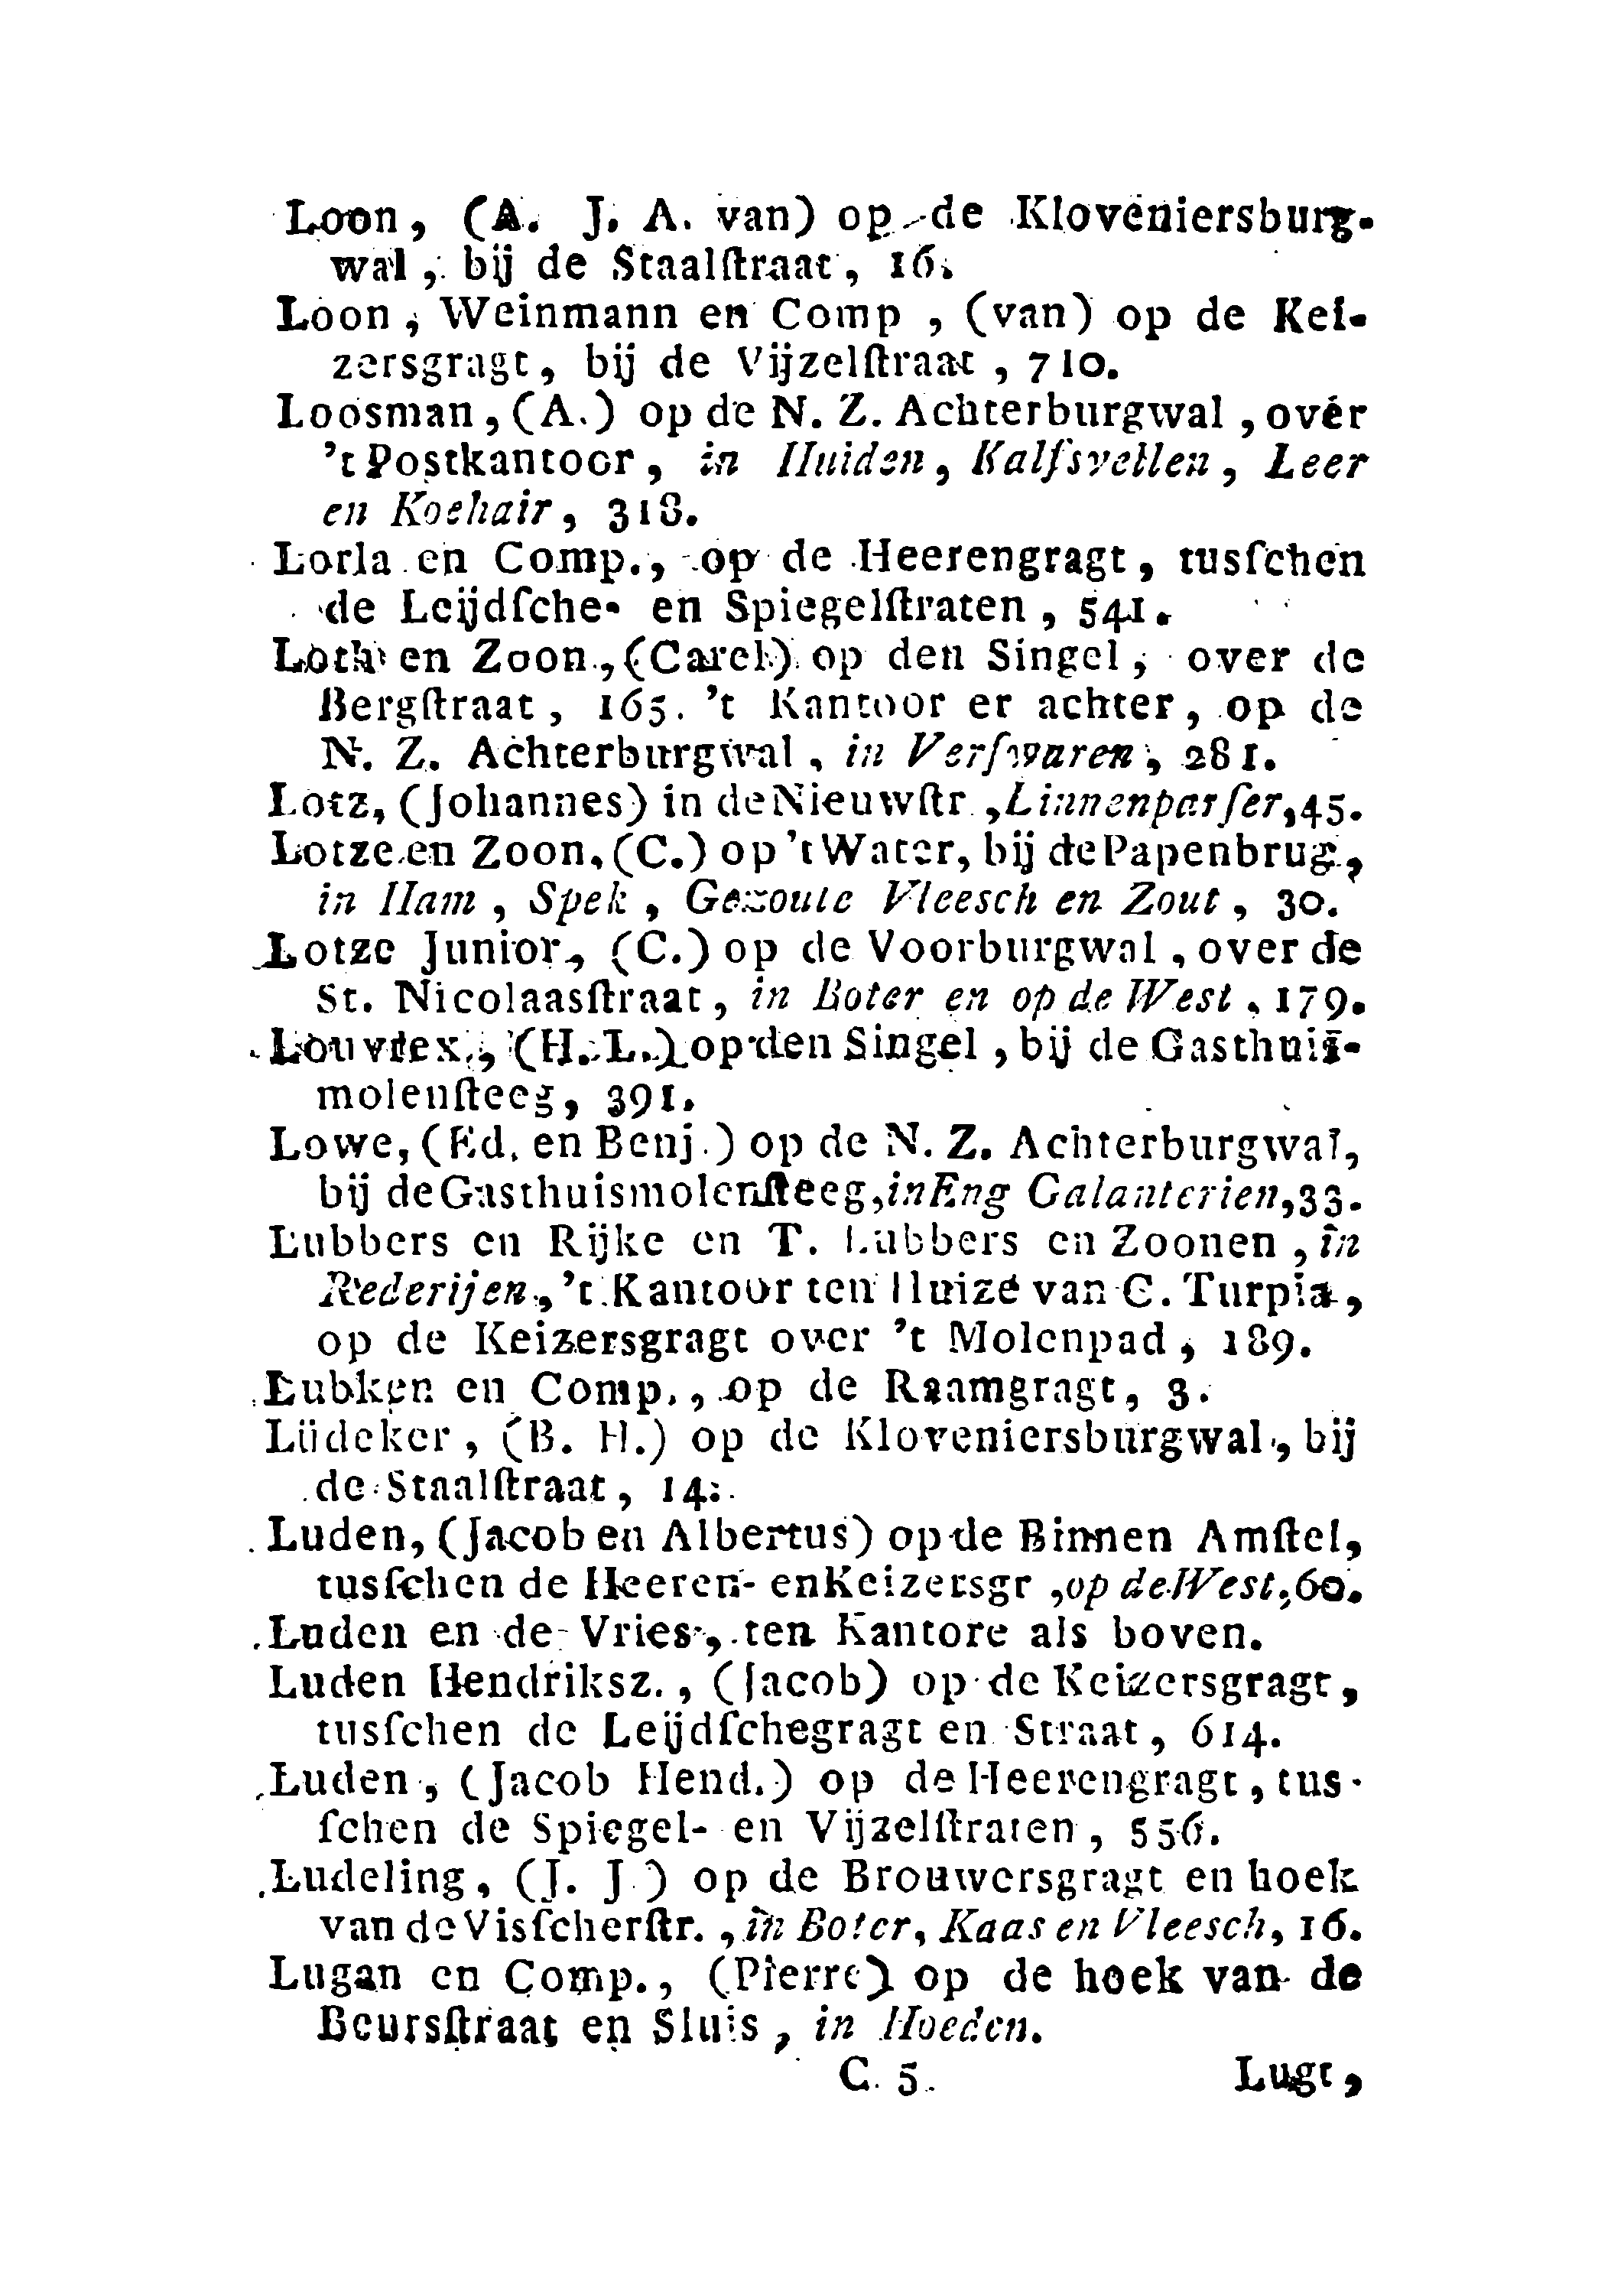 Loon, (A. J. A. van) op de Kloveniersburg-
wal, bij de Staalſtraat, 16.
Loon, Weinmann en Comp, (van) op de Kei-
zersgragt, bij de Vijzelſtraat, 710.
Loosman, (A.) op de N. Z. Achterburgwal, over
't Postkantoor, in Huiden, Kalfsvellen, Leer
en Koehair, 318.
Lorla en Comp., op de Heerengragt, tusſchen
de Leijdſche- en Spiegelſtraten, 541.
Loth en Zoon, (Carel) op den Singel, over de
Bergſtraat, 165. 't Kantoor er achter, op de
N. Z. Achterburgwal, in Verſwaren, 281.
Lotz, (Johannes) in de Nieuwſtr, Linnenparſer, 45.
Lotze en Zoon, (C.) op 't Water, bij de Papenbrug,
in Ham, Spek, Gezoute Vleesch en Zout, 30.
Lotze Junior, (C.) op de Voorburgwal, over de
St. Nicolaasſtraat, in Boter en op de West, 179.
(H. L.) op den Singel, bij de Gasthuis-
molenſteeg, 391.
Lowe, (Ed. en Benj.) op de N. Z. Achterburgwal,
bij de Gasthuismolenſteeg, in Eng Galanterien, 33.
Lubbers en Rijke en T. Lubbers en Zoonen, in
Rederijen, 't Kantoor ten Huize van C. Turpin,
op de Keizersgragt over 't Molenpad, 189.
Lubken en Comp., op de Raamgragt, 3.
Lüdeker, (B. H.) op de Kloveniersburgwal, bij
de Staalſtraat, 14.
Luden, (Jacob en Albertus) op de Binnen Amſtel,
tusſchen de Heeren- en Keizersgr, op de West, 60.
Luden en de Vries, ten Kantore als boven.
Luden Hendriksz., (Jacob) op de Keizersgragt,
tusſchen de Leijdſchegragt en Straat, 614.
Luden, (Jacob Hend.) op de Heerengragt, tus-
ſchen de Spiegel- en Vijzelſtraten, 556.
Ludeling, (J. J) op de Brouwersgragt en hoek
van de Visſcherſtr., in Boter, Kaas en Vleesch, 16.
Lugan en Comp., (Pierre) op de hoek van de
Beursſtraat en Sluis, in Hoeden.
C 5 Lugt,